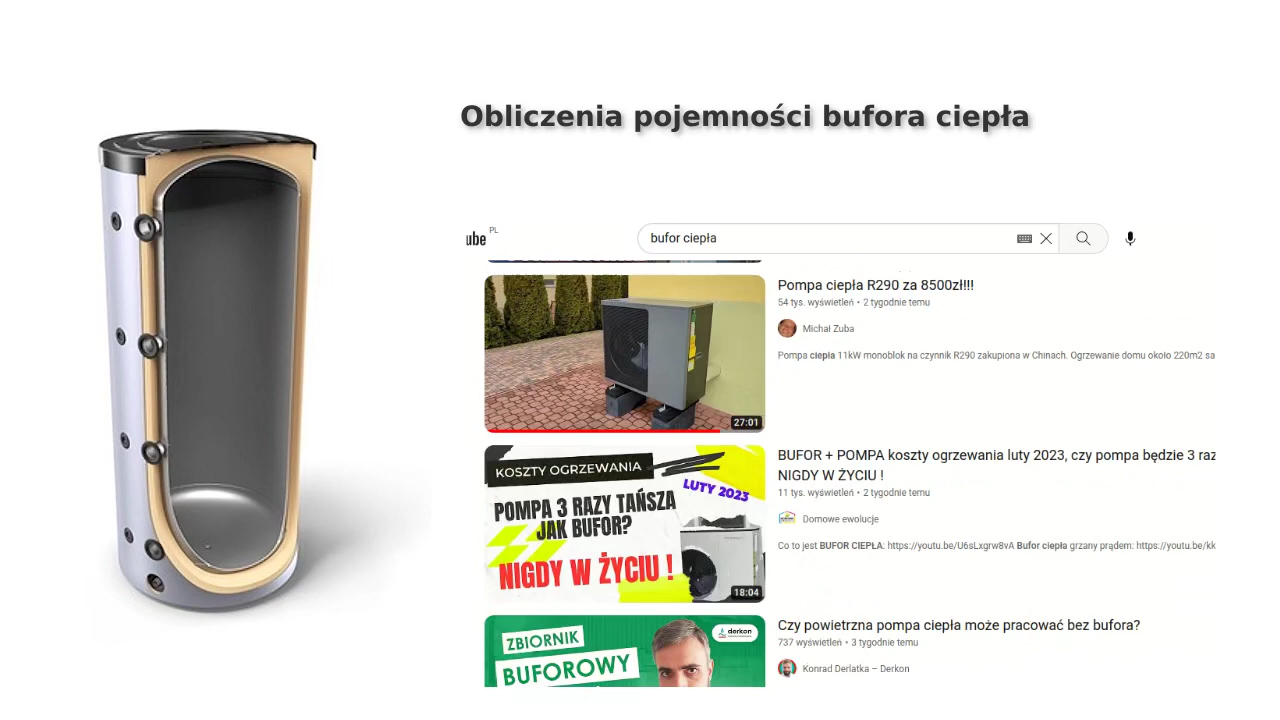 Obliczenia pojemności bufora ciepła
ube PL
bufor ciepła
Pompa ciepła R290 za 8500zł!!!
54 tys. wyświetleń • 2 tygodnie temu
Michał Zuba
Pompa ciepła 11kW monoblok na czynnik R290 zakupiona w Chinach. Ogrzewanie domu około 220m2 sa
27:01
KOSZTY OGRZEWANIA
LUTY 2023
POMPA 3 RAZY TAŃSZA
JAK BUFOR?
NIGDY W ŻYCIU !
18:04
BUFOR + POMPA koszty ogrzewania luty 2023, czy pompa będzie 3 raz
NIGDY W ŻYCIU !
11 tys. wyświetleń • 2 tygodnie temu
Domowe ewolucje
Co to jest BUFOR CIEPŁA: https://youtu.be/U6sLxgrw8vA Bufor ciepła grzany prądem: https://youtu.be/kk
ZBIORNIK
BUFOROWY
derkon
Czy powietrzna pompa ciepła może pracować bez bufora?
737 wyświetleń • 3 tygodnie temu
Konrad Derlatka – Derkon